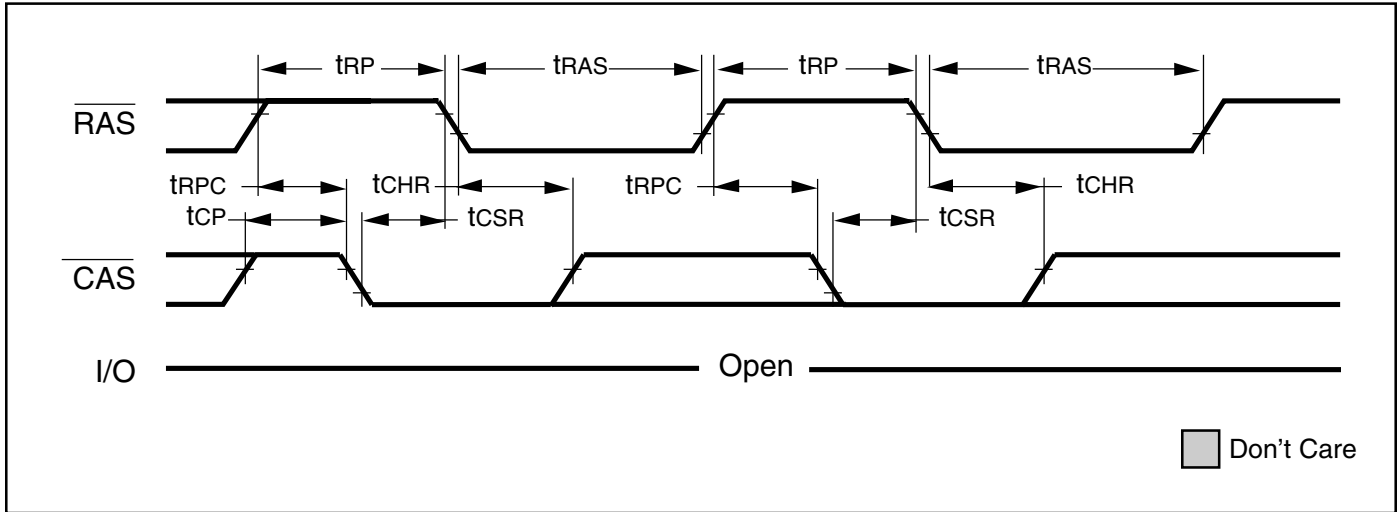 tRP tRAS tRP tRAS
RAS
tRPC tCHR tRPC tCHR
tCP tCSR tCSR
CAS
I/O Open
Don't Care